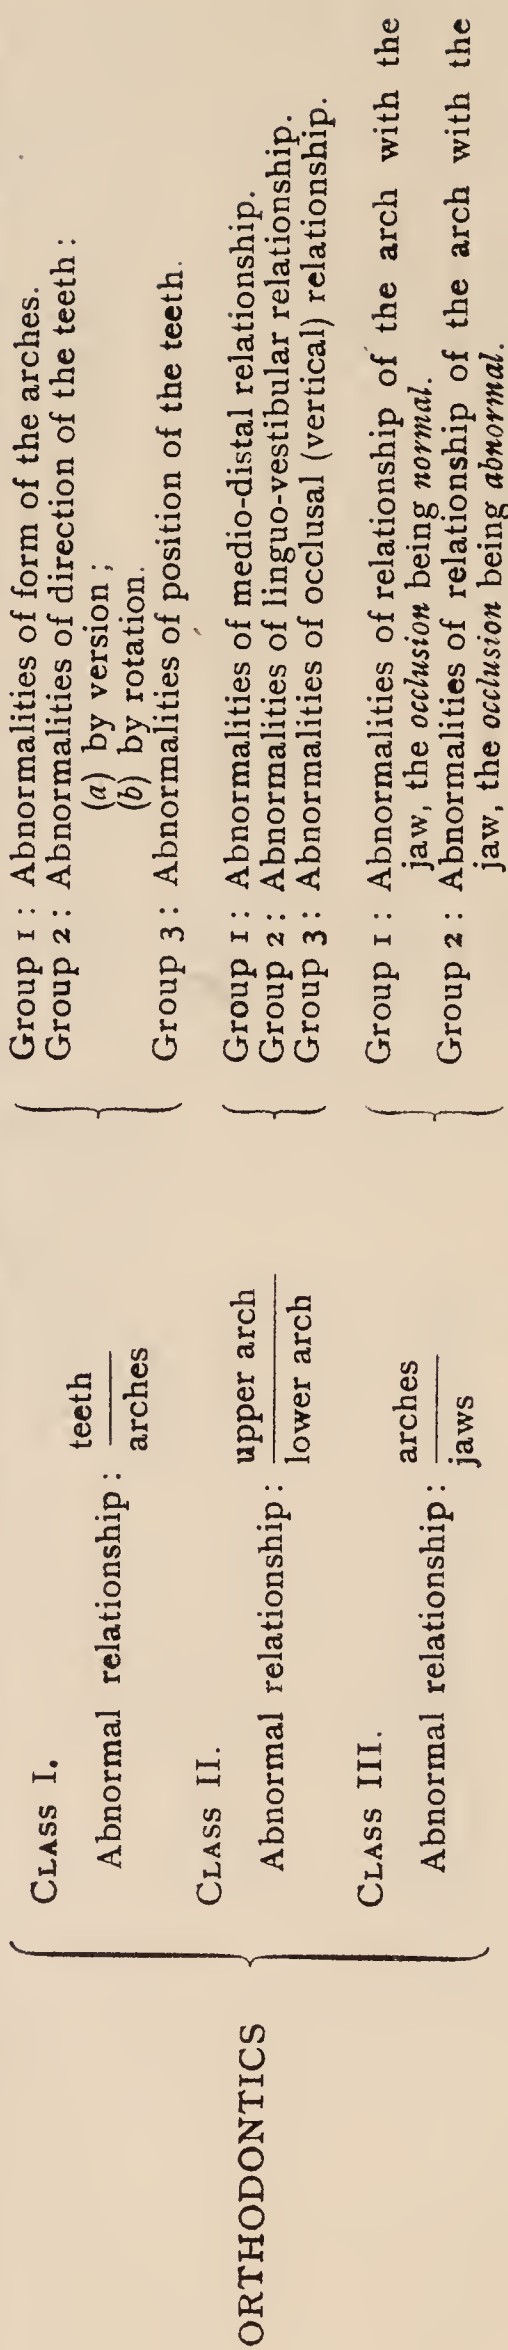 ORTHODONTICS
CLASS I.
Abnormal relationship: teeth
arches
Group 1: Abnormalities of form of the arches.
Group 2: Abnormalities of direction of the teeth:
(a) by version;
(b) by rotation.
Group 3: Abnormalities of position of the teeth.
CLASS II.
Abnormal relationship: upper arch
lower arch
Group 1: Abnormalities of medio-distal relationship.
Group 2: Abnormalities of linguo-vestibular relationship.
Group 3: Abnormalities of occlusal (vertical) relationship.
CLASS III.
Abnormal relationship: arches
jaws
Group 1: Abnormalities of relationship of the arch with the
jaw, the occlusion being normal.
Group 2: Abnormalities of relationship of the arch with the
jaw, the occlusion being abnormal.